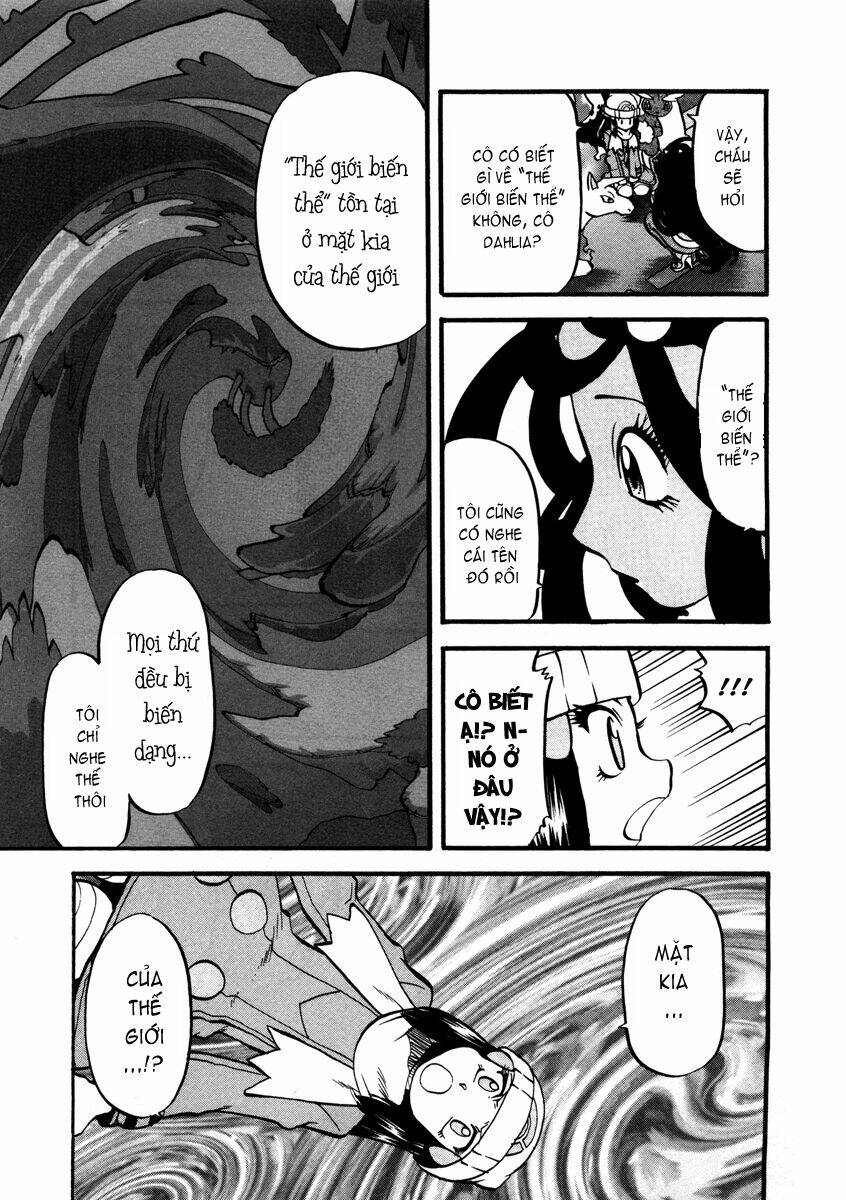 VẬY,
CHÁU
SẼ
HỎI
CÔ CÓ BIẾT
GÌ VỀ "THẾ
GIỚI BIẾN THỂ"
KHÔNG, CÔ
DAHLIA?
"THẾ
GIỚI
BIẾN
THỂ"?
TÔI CŨNG
CÓ NGHE
CÁI TÊN
ĐÓ RỒI
!!!
CÔ BIẾT
Ạ!? N-
NÓ Ở
ĐÂU
VẬY!?
"Thế giới biến
thể" tồn tại
ở mặt kia
của thế giới
Mọi thứ
đều bị
biến
dạng...
TÔI
CHỈ
NGHE
THẾ
THÔI
MẶT
KIA
...
CỦA
THẾ
GIỚI
...!?